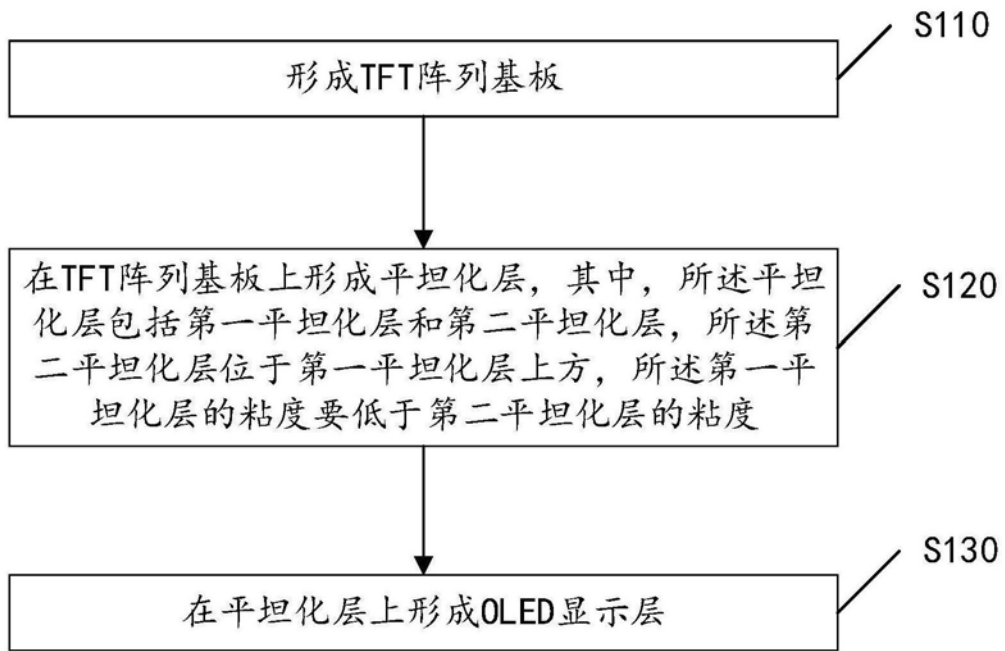 S110
形成TFT阵列基板
在TFT阵列基板上形成平坦化层，其中，所述平坦
化层包括第一平坦化层和第二平坦化层，所述第
二平坦化层位于第一平坦化层上方，所述第一平
坦化层的粘度要低于第二平坦化层的粘度
S120
S130
在平坦化层上形成OLED显示层